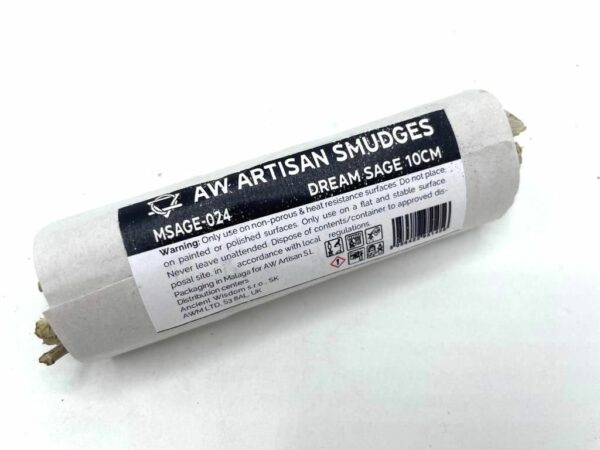 AW ARTISAN SMUDGES
DREAM SAGE 10CM
MSAGE-024
Warning: Only use on non-porous & heat resistance surfaces. Do not place
on painted or polished surfaces. Only use on a flat and stable surface.
Never leave unattended. Dispose of contents/container to approved dis-
posal site, in accordance with local regulations
Packaging in Malaga for AW Artisan S.L
Distribution centers
Ancient Wisdom s.r.o., SK
AWM LTD, S3 8AL, UK